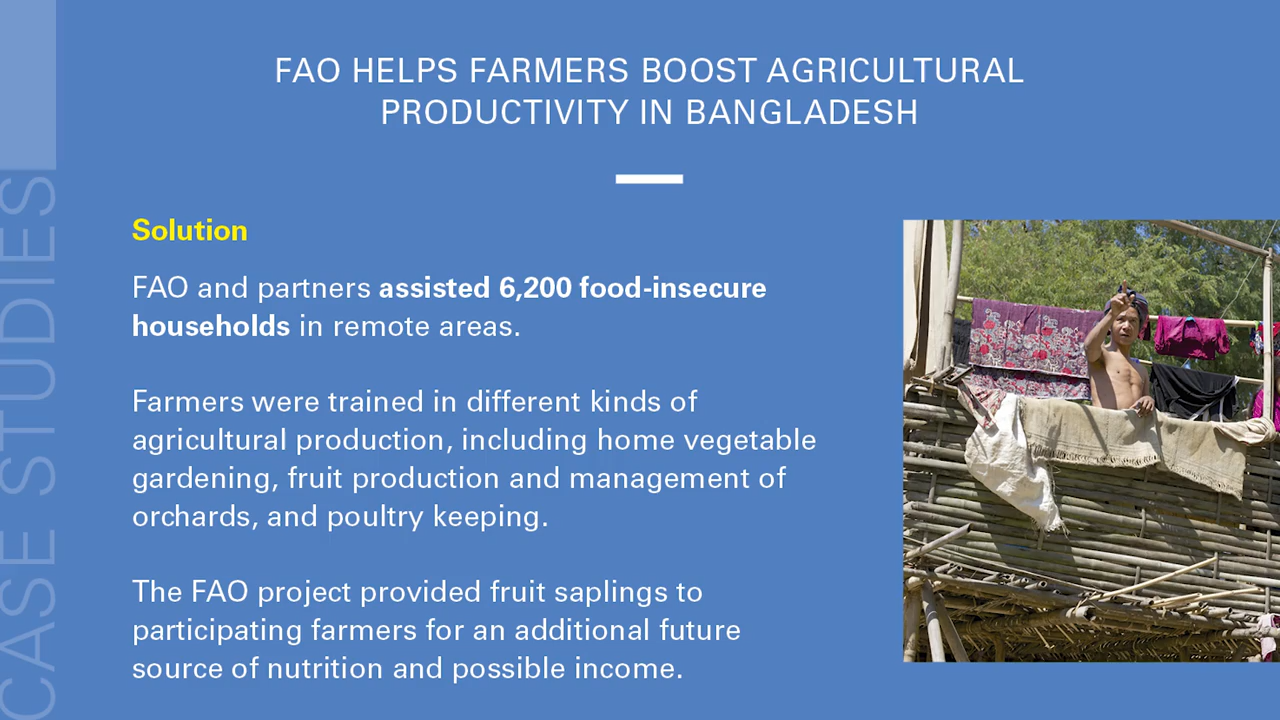 FAO HELPS FARMERS BOOST AGRICULTURAL
PRODUCTIVITY IN BANGLADESH
CASE STUDIES
Solution
FAO and partners assisted 6,200 food-insecure
households in remote areas.
Farmers were trained in different kinds of
agricultural production, including home vegetable
gardening, fruit production and management of
orchards, and poultry keeping.
The FAO project provided fruit saplings to
participating farmers for an additional future
source of nutrition and possible income.